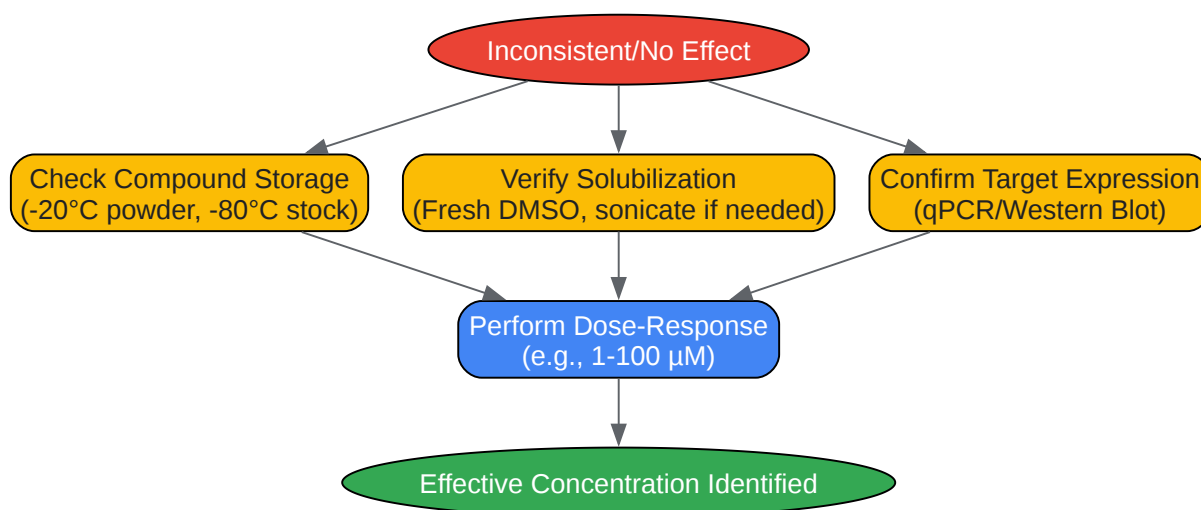 Inconsistent/No Effect
Check Compound Storage
(-20°C powder, -80°C stock)
Verify Solubilization
(Fresh DMSO, sonicate if needed)
Confirm Target Expression
(qPCR/Western Blot)
Perform Dose-Response
(e.g., 1-100 µM)
Effective Concentration Identified